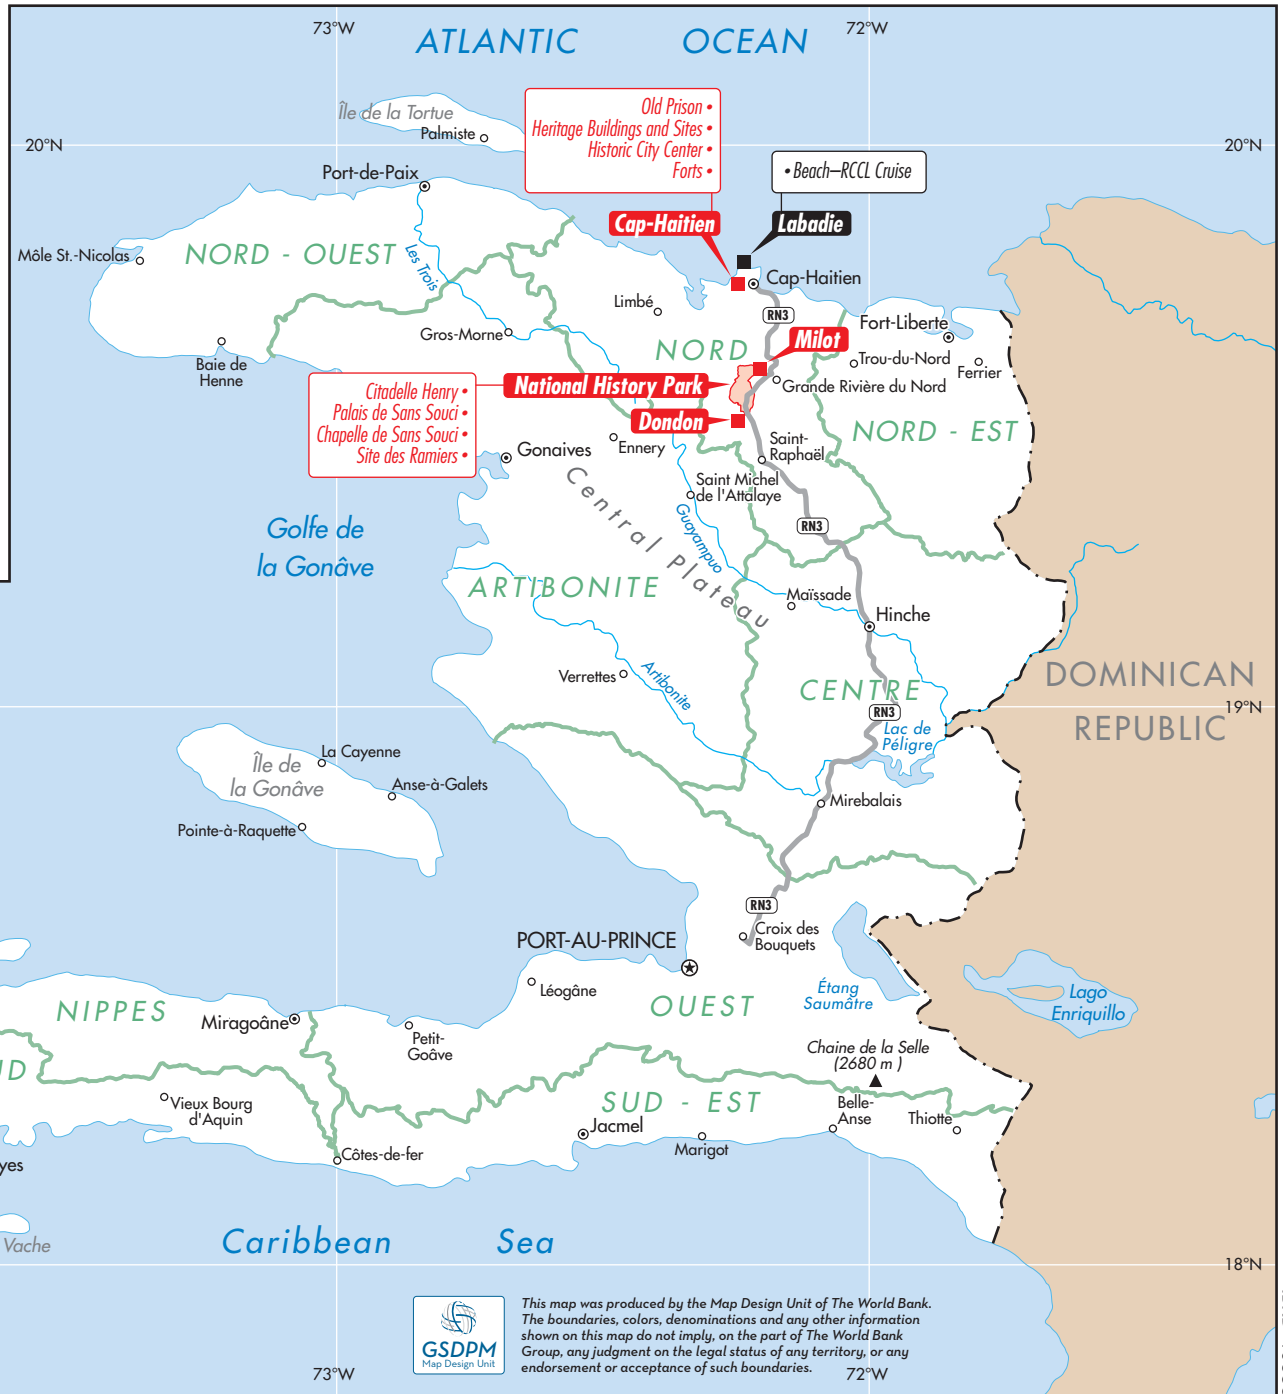 73°W
72°W
ATLANTIC OCEAN
Île de la Tortue
Palmiste
Old Prison •
Heritage Buildings and Sites •
Historic City Center •
Forts •
20°N
20°N
• Beach–RCCL Cruise
Port-de-Paix
Cap-Haitien
Labadie
Môle St.-Nicolas
NORD - OUEST
Les Trois
Cap-Haitien
Limbé
RN3
Fort-Liberte
Gros-Morne
NORD
Milot
Trou-du-Nord
Ferrier
Baie de
Henne
National History Park
Grande Rivière du Nord
Citadelle Henry •
Palais de Sans Souci •
Chapelle de Sans Souci •
Site des Ramiers •
Dondon
NORD - EST
Gonaives
Ennery
Saint-
Raphaël
Saint Michel
de l'Attalaye
Central Plateau
Guayampuo
RN3
Golfe de
la Gonâve
ARTIBONITE
Maïssade
Hinche
Verrettes
Artibonite
CENTRE
DOMINICAN
REPUBLIC
19°N
RN3
Lac de
Péligre
La Cayenne
Île de
la Gonâve
Anse-à-Galets
Pointe-à-Raquette
Mirebalais
RN3
Croix des
Bouquets
PORT-AU-PRINCE
Léogâne
OUEST
Étang
Saumâtre
Lago
Enriquillo
NIPPES
Miragoâne
Petit-
Goâve
Chaine de la Selle
(2680 m )
UD
Vieux Bourg
d'Aquin
SUD - EST
Jacmel
Belle-
Anse
Thiotte
Marigot
Côtes-de-fer
yes
Vache
Caribbean Sea
18°N
GSDPM
Map Design Unit
This map was produced by the Map Design Unit of The World Bank.
The boundaries, colors, denominations and any other information
shown on this map do not imply, on the part of The World Bank
Group, any judgment on the legal status of any territory, or any
endorsement or acceptance of such boundaries.
73°W
72°W